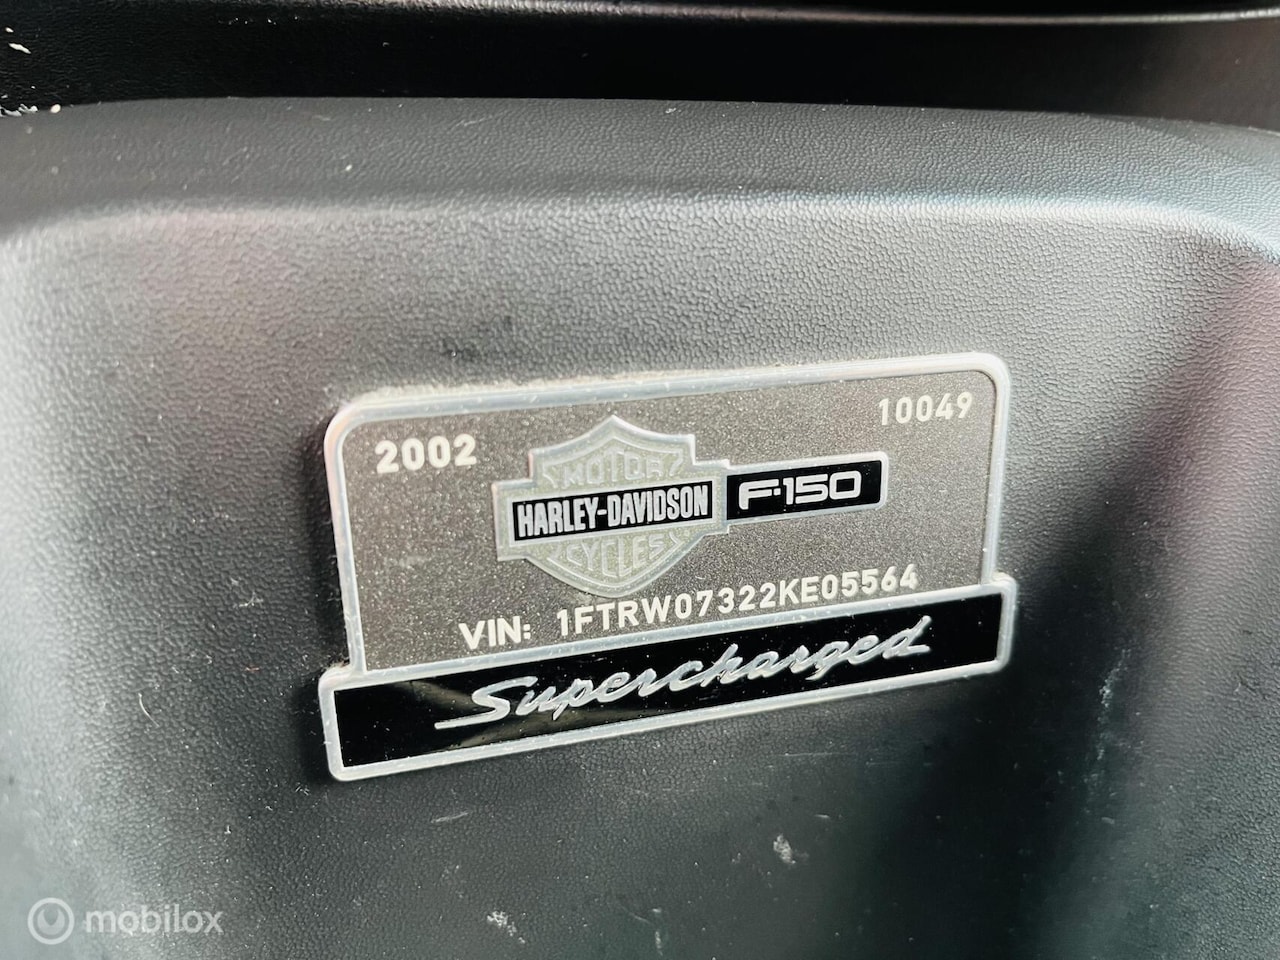 2002
10049
MOTOR
HARLEY-DAVIDSON
CYCLES
F-150
VIN: 1FTRW07322KE05564
Supercharged
mobilox